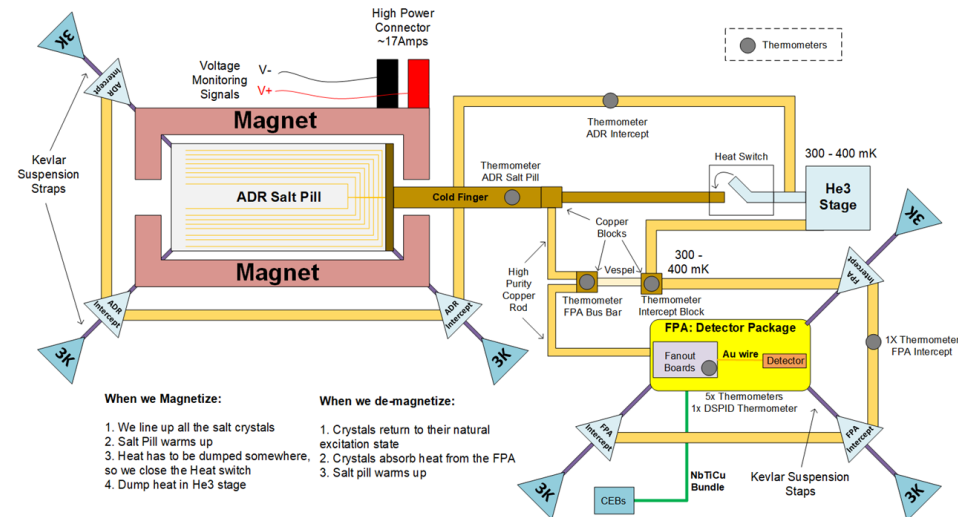 3K
ADR
Intercept
Kevlar
Suspension
Straps
Voltage
Monitoring
Signals
V-
V+
High Power
Connector
~17Amps
Magnet
ADR Salt Pill
Magnet
Cold Finger
Thermometer
ADR Salt Pill
Thermometers
Thermometer
ADR Intercept
Heat Switch
300 - 400 mK
He3
Stage
3K
Copper
Blocks
300 -
400 mK
Vespel
High
Purity
Copper
Rod
Thermometer
FPA Bus Bar
Thermometer
Intercept Block
FPA
Intercept
ADR
Intercept
3K
ADR
Intercept
3K
FPA: Detector Package
Fanout
Boards
Au wire
Detector
1X Thermometer
FPA Intercept
5x Thermometers
1x DSPID Thermometer
FPA
Intercept
3K
FPA
Intercept
3K
Kevlar Suspension
Staps
NbTiCu
Bundle
CEBs
When we Magnetize:
1. We line up all the salt crystals
2. Salt Pill warms up
3. Heat has to be dumped somewhere,
so we close the Heat switch
4. Dump heat in He3 stage
When we de-magnetize:
1. Crystals return to their natural
excitation state
2. Crystals absorb heat from the FPA
3. Salt pill warms up